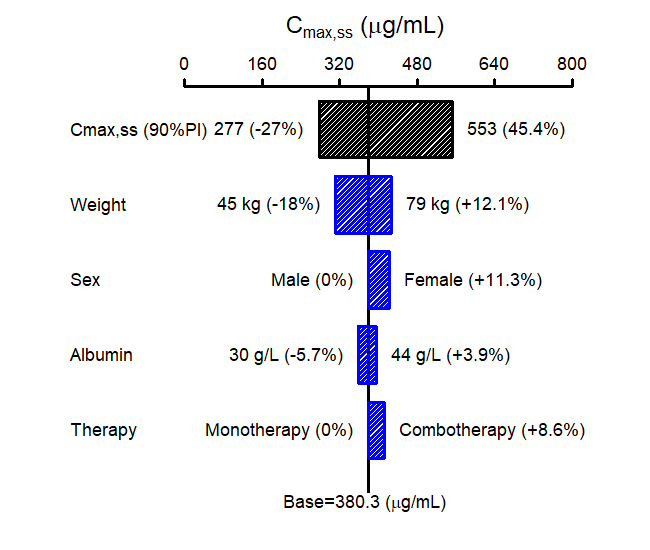 Cmax,ss (μg/mL)
0 160 320 480 640 800
Cmax,ss (90%PI) 277 (-27%) 553 (45.4%)
Weight 45 kg (-18%) 79 kg (+12.1%)
Sex Male (0%) Female (+11.3%)
Albumin 30 g/L (-5.7%) 44 g/L (+3.9%)
Therapy Monotherapy (0%) Combotherapy (+8.6%)
Base=380.3 (μg/mL)